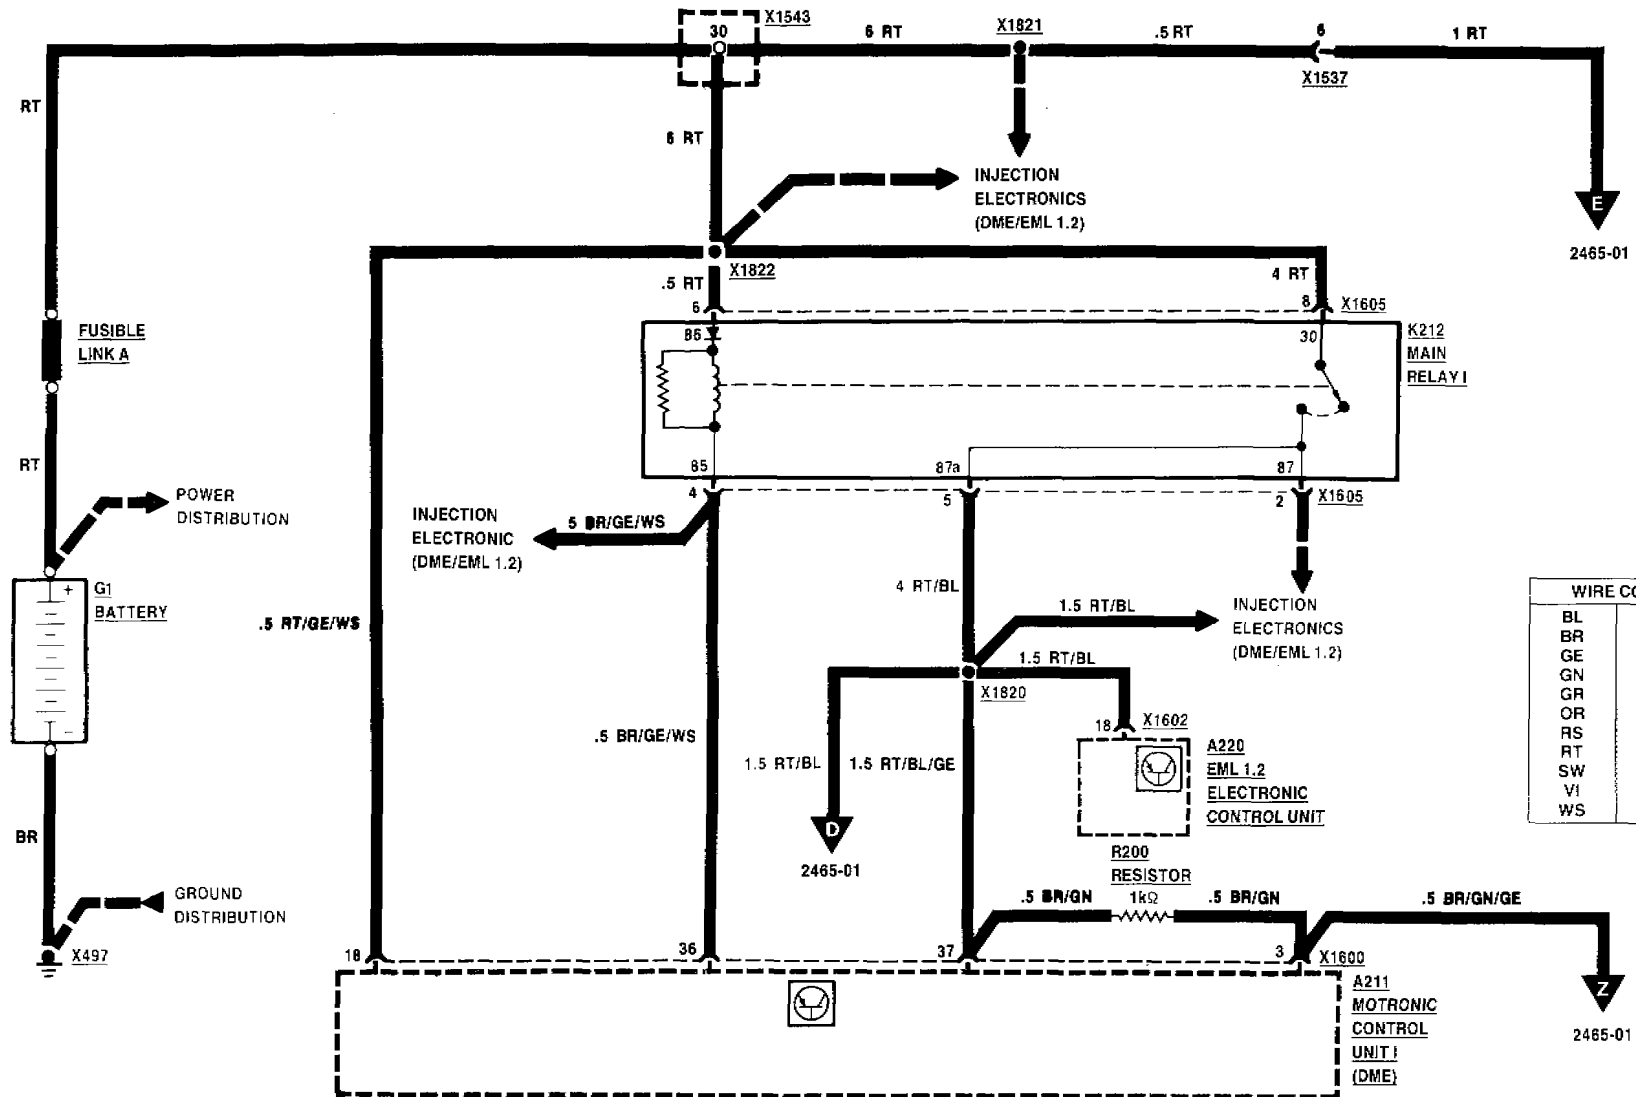 X1543
30
6 RT
X1821
.5 RT
6
1 RT
X1537
RT
6 RT
INJECTION
ELECTRONICS
(DME/EML 1.2)
E
2465-01
X1822
.5 RT
4 RT
6
8
X1605
FUSIBLE
LINK A
86
30
K212
MAIN
RELAY I
RT
85
87a
87
4
5
2
X1605
POWER
DISTRIBUTION
INJECTION
ELECTRONIC
(DME/EML 1.2)
.5 BR/GE/WS
4 RT/BL
+
G1
BATTERY
-
.5 RT/GE/WS
1.5 RT/BL
INJECTION
ELECTRONICS
(DME/EML 1.2)
1.5 RT/BL
X1820
WIRE CO
BL
BR
GE
GN
GR
OR
RS
RT
SW
VI
WS
.5 BR/GE/WS
1.5 RT/BL
1.5 RT/BL/GE
18
X1602
A220
EML 1.2
ELECTRONIC
CONTROL UNIT
BR
D
2465-01
R200
RESISTOR
1kΩ
.5 BR/GN
.5 BR/GN
.5 BR/GN/GE
GROUND
DISTRIBUTION
X497
18
36
37
3
X1600
Z
2465-01
A211
MOTRONIC
CONTROL
UNIT I
(DME)